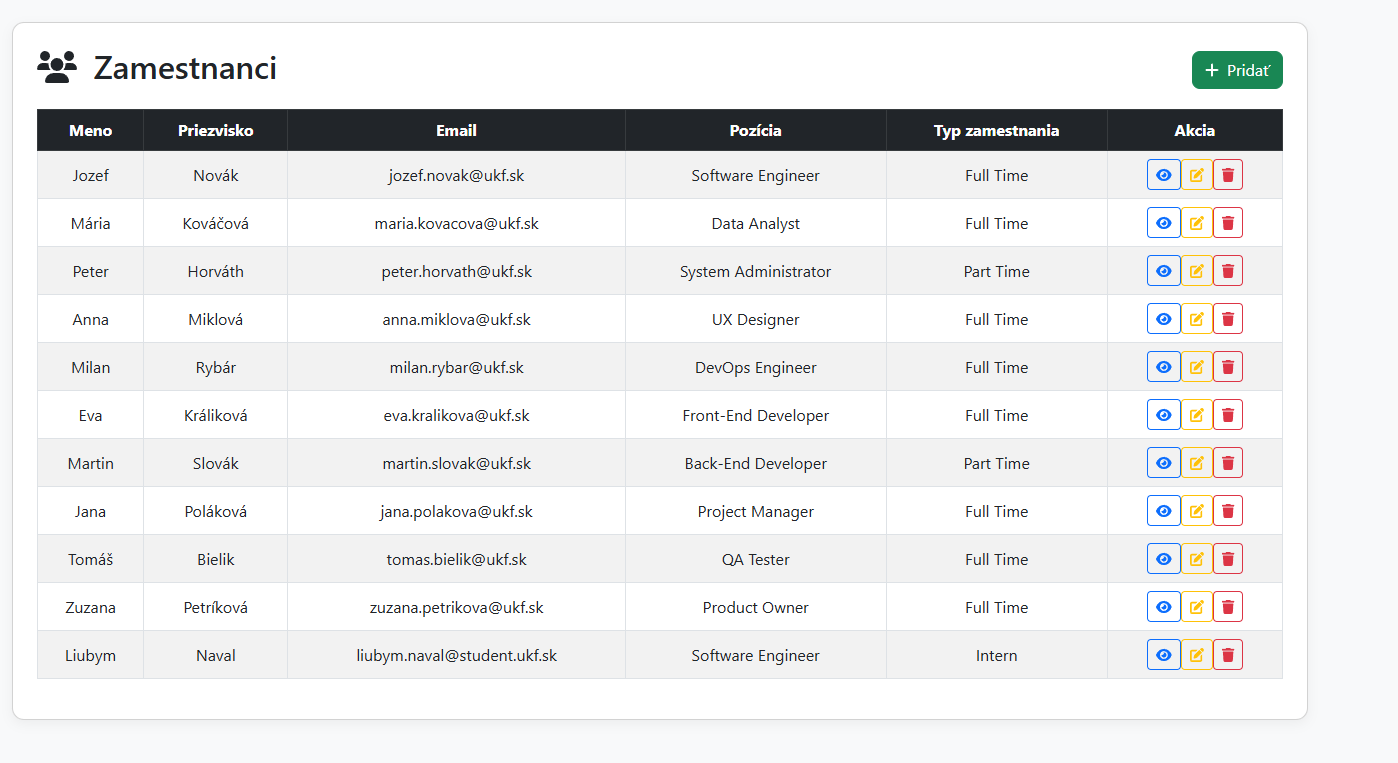 Zamestnanci
Pridať
Meno Priezvisko Email Pozícia Typ zamestnania Akcia
Jozef Novák jozef.novak@ukf.sk Software Engineer Full Time
Mária Kováčová maria.kovacova@ukf.sk Data Analyst Full Time
Peter Horváth peter.horvath@ukf.sk System Administrator Part Time
Anna Miklová anna.miklova@ukf.sk UX Designer Full Time
Milan Rybár milan.rybar@ukf.sk DevOps Engineer Full Time
Eva Králiková eva.kralikova@ukf.sk Front-End Developer Full Time
Martin Slovák martin.slovak@ukf.sk Back-End Developer Part Time
Jana Poláková jana.polakova@ukf.sk Project Manager Full Time
Tomáš Bielik tomas.bielik@ukf.sk QA Tester Full Time
Zuzana Petríková zuzana.petrikova@ukf.sk Product Owner Full Time
Liubym Naval liubym.naval@student.ukf.sk Software Engineer Intern